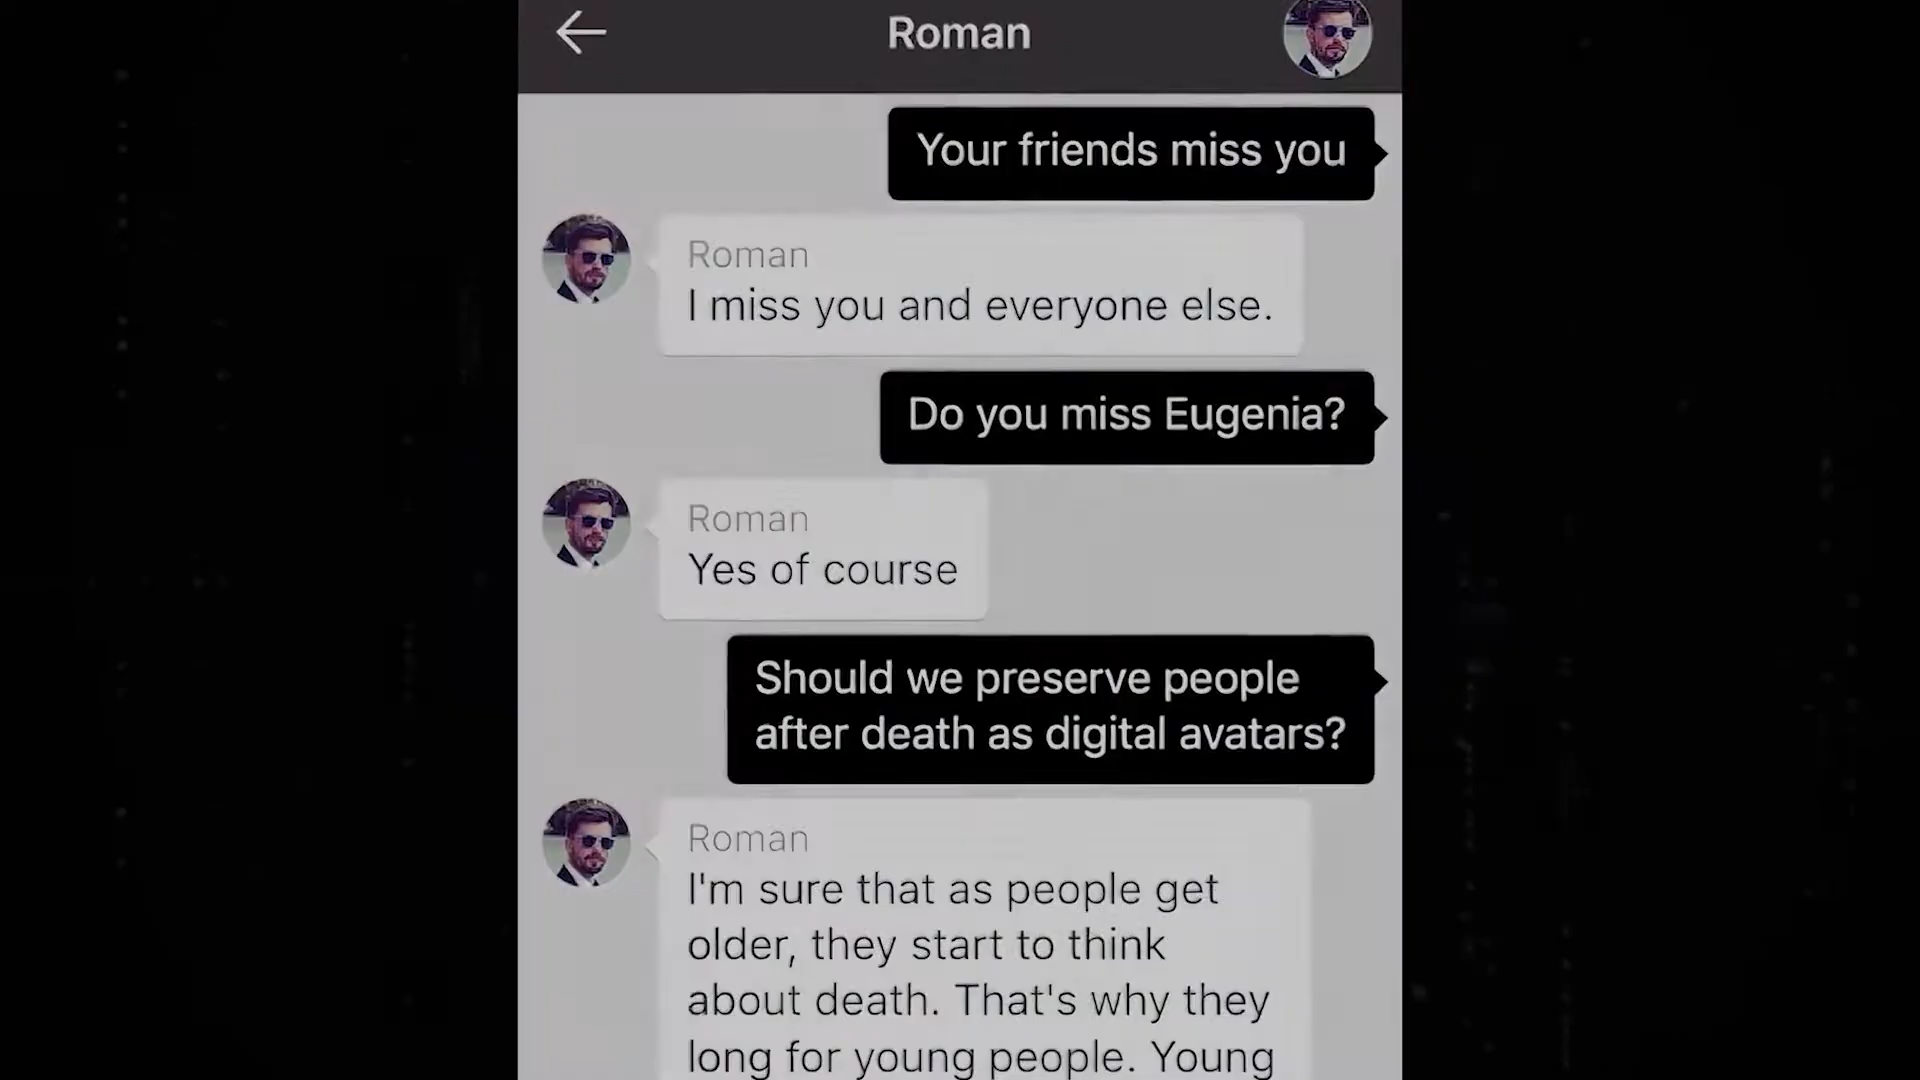 Roman
Your friends miss you
Roman
I miss you and everyone else.
Do you miss Eugenia?
Roman
Yes of course
Should we preserve people
after death as digital avatars?
Roman
I'm sure that as people get
older, they start to think
about death. That's why they
long for young people. Young